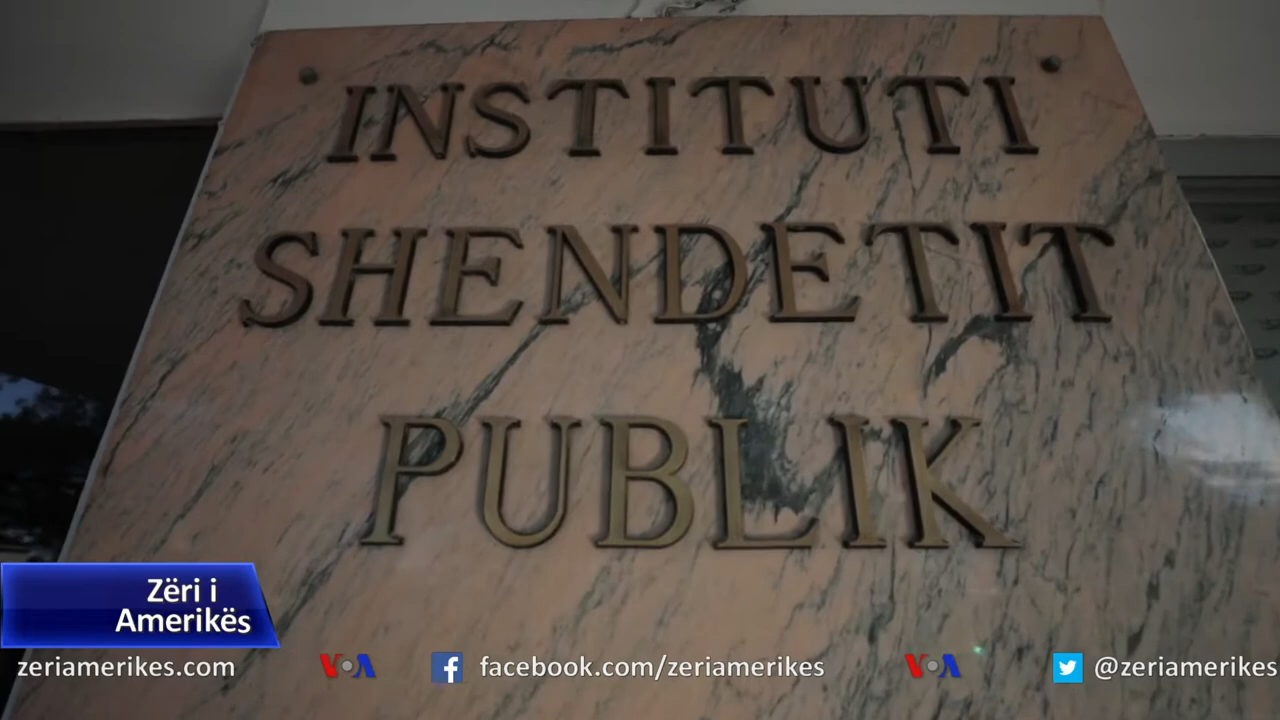 INSTITUTI
SHENDETIT
PUBLIK
Zëri i
Amerikës
zeriamerikes.com VOA facebook.com/zeriamerikes VOA @zeriamerikes